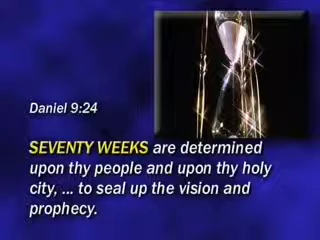 Daniel 9:24
SEVENTY WEEKS are determined
upon thy people and upon thy holy
city, ... to seal up the vision and
prophecy.